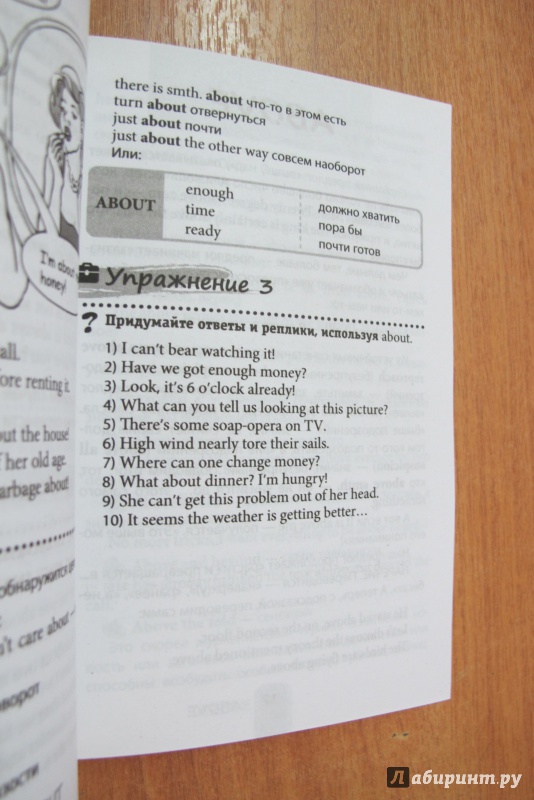 I'm about
honey!
all.
fore renting it
out the house!
f her old age.
garbage about
обнаружится
n't care about —
оворот
вости
there is smth. about что-то в этом есть
turn about отвернуться
just about почти
just about the other way совсем наоборот
Или:
ABOUT
enough должно хватить
time пора бы
ready почти готов
Упражнение 3
? Придумайте ответы и реплики, используя about.
1) I can't bear watching it!
2) Have we got enough money?
3) Look, it's 6 o'clock already!
4) What can you tell us looking at this picture?
5) There's some soap-opera on TV.
6) High wind nearly tore their sails.
7) Where can one change money?
8) What about dinner? I'm hungry!
9) She can't get this problem out of her head.
10) It seems the weather is getting better...
Лабиринт.ру